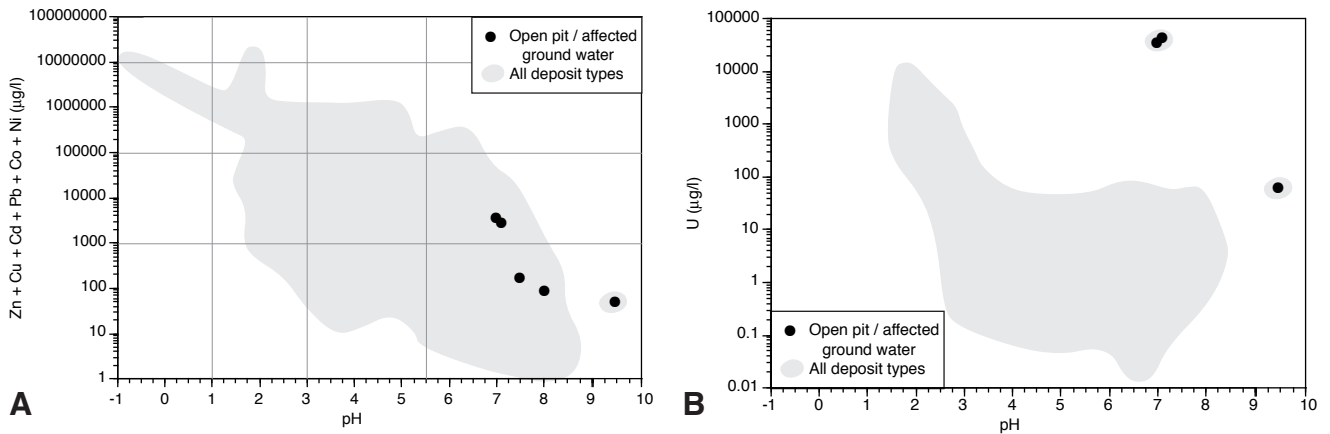 Zn + Cu + Cd + Pb + Co + Ni (µg/l)
100000000
10000000
1000000
100000
10000
1000
100
10
1
-1 0 1 2 3 4 5 6 7 8 9 10
pH
Open pit / affected
ground water
All deposit types
A
U (µg/l)
100000
10000
1000
100
10
1
0.1
0.01
-1 0 1 2 3 4 5 6 7 8 9 10
pH
Open pit / affected
ground water
All deposit types
B